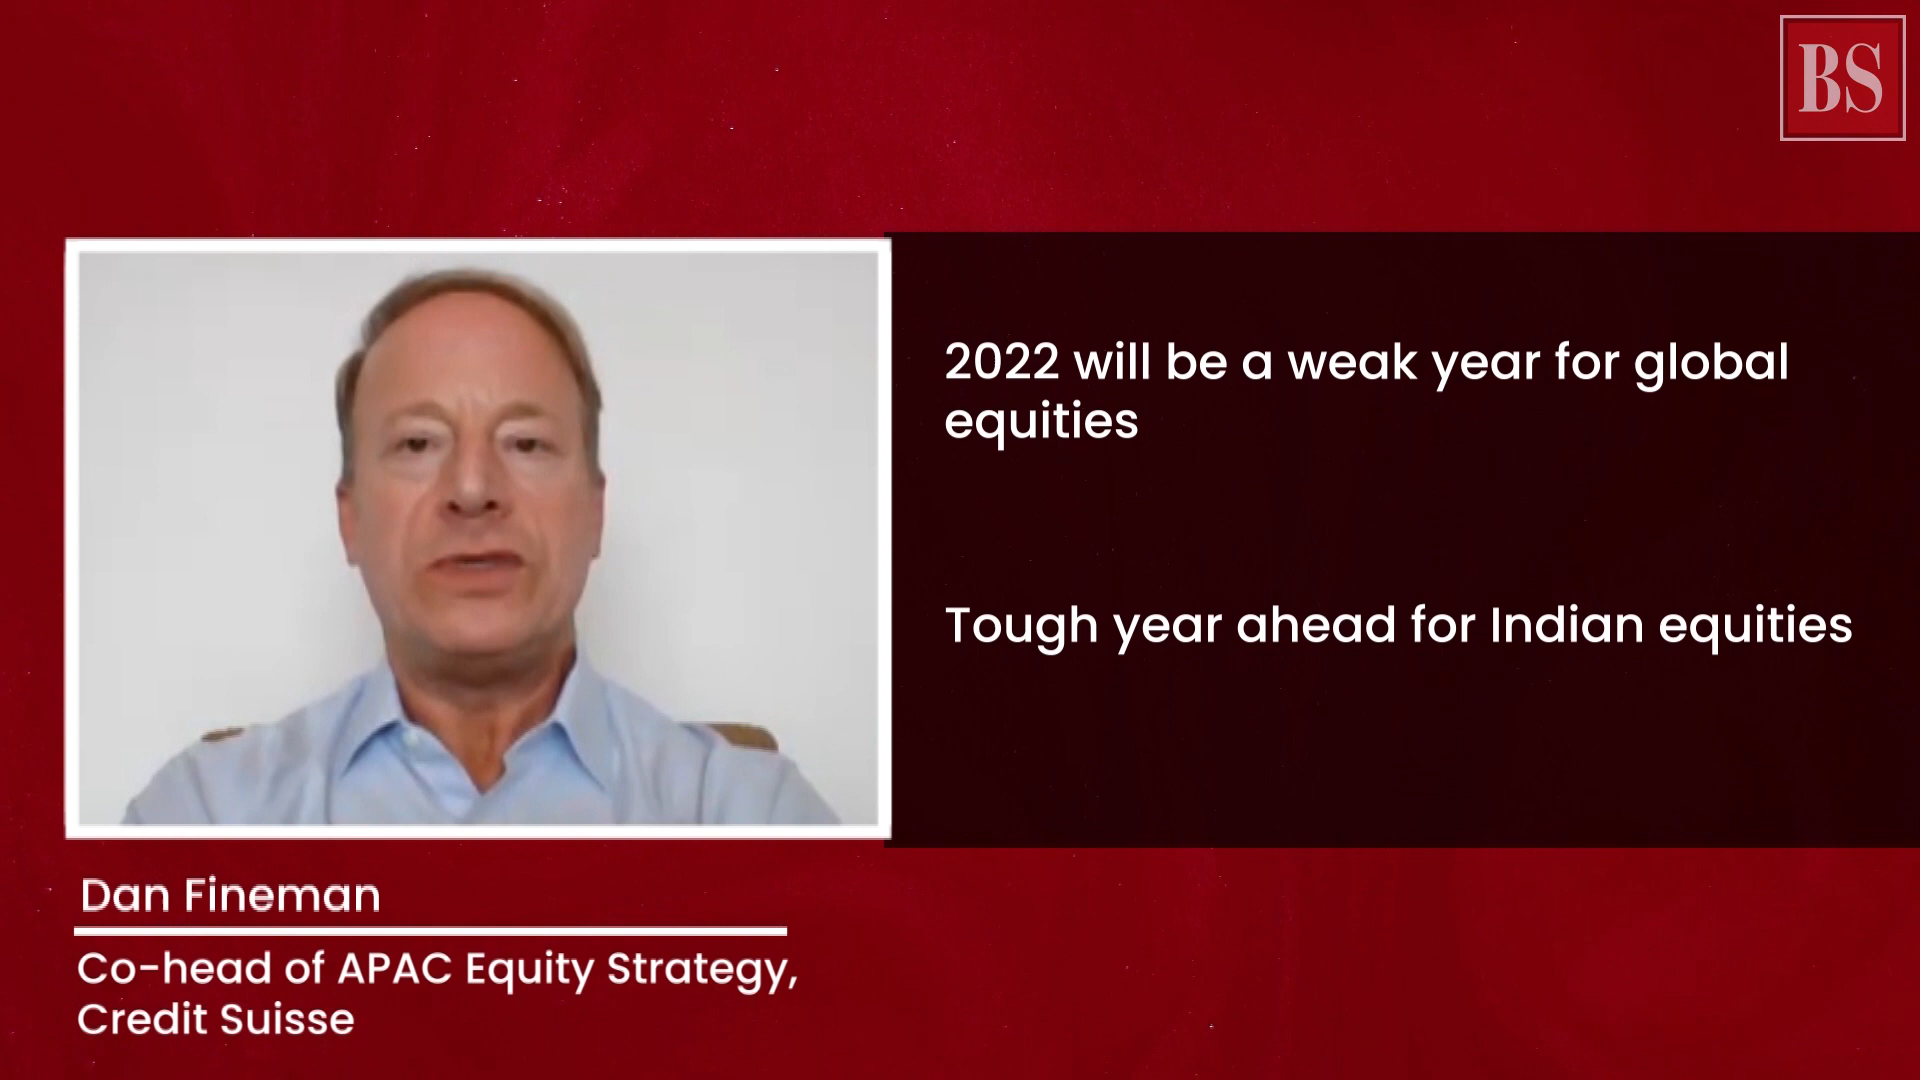 BS
2022 will be a weak year for global
equities
Tough year ahead for Indian equities
Dan Fineman
Co-head of APAC Equity Strategy,
Credit Suisse